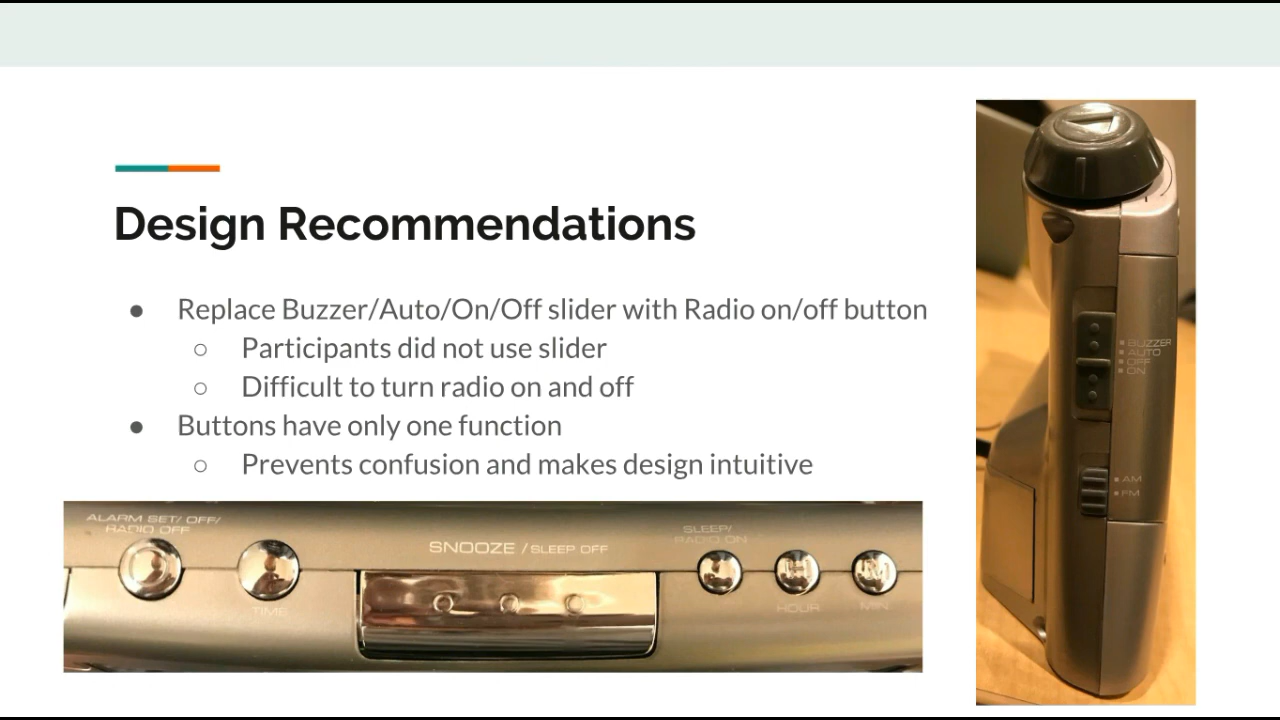 Design Recommendations
● Replace Buzzer/Auto/On/Off slider with Radio on/off button
○ Participants did not use slider
○ Difficult to turn radio on and off
● Buttons have only one function
○ Prevents confusion and makes design intuitive
BUZZER
AUTO
OFF
ON
AM
FM
ALARM SET/ OFF/
RADIO OFF
TIME
SNOOZE / SLEEP OFF
SLEEP/
RADIO ON
H
HOUR
M
MIN.